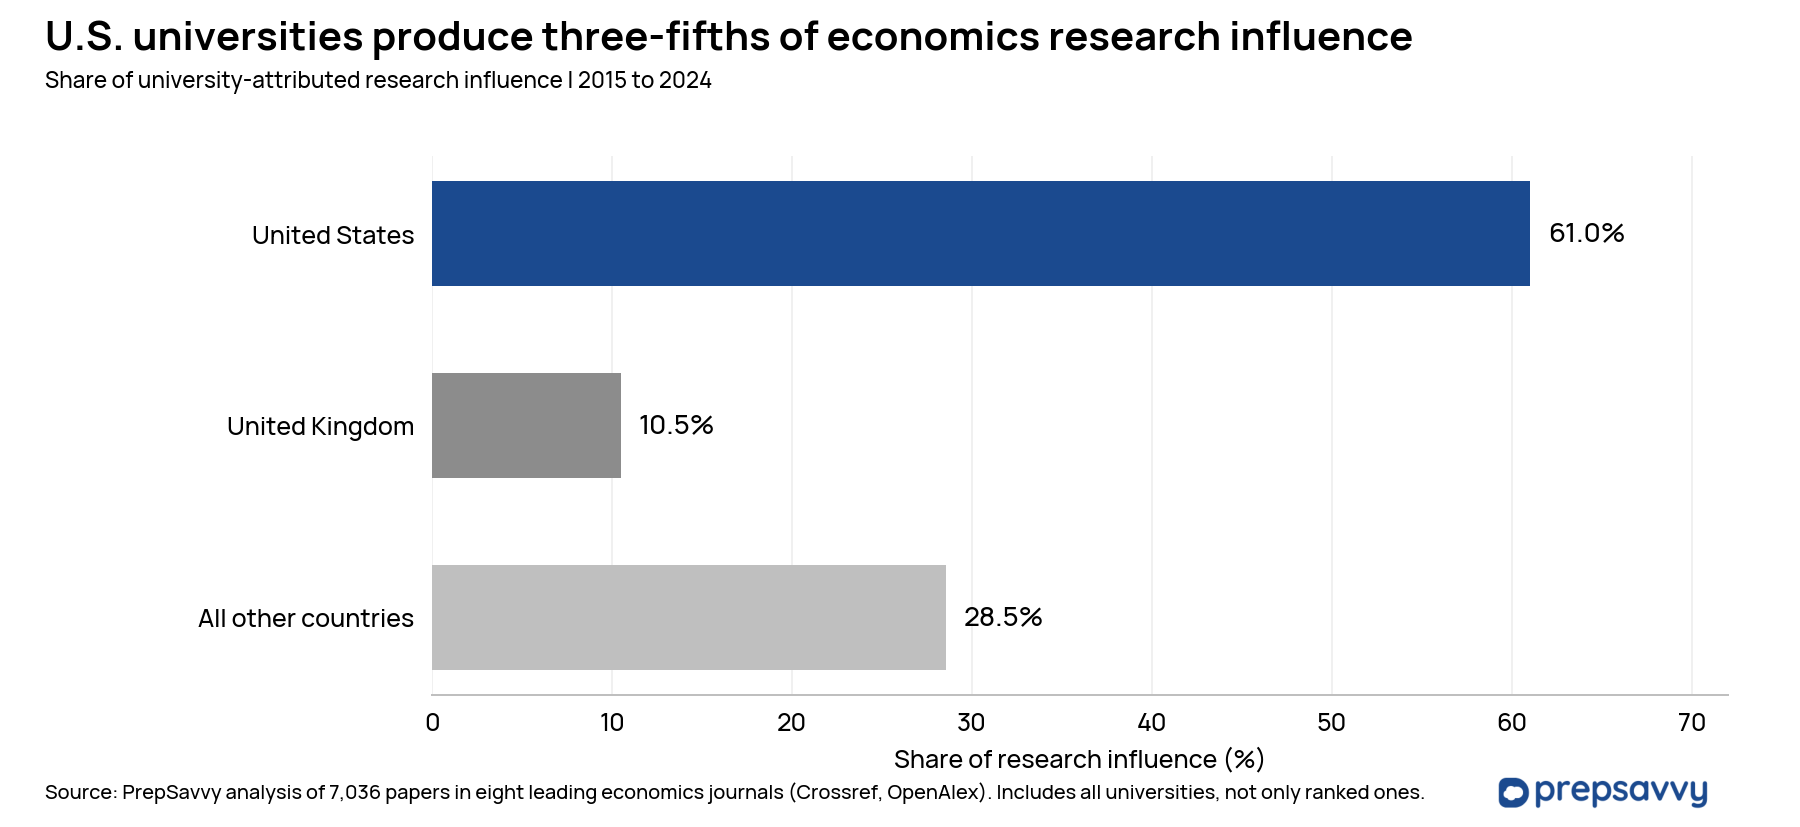 U.S. universities produce three-fifths of economics research influence
Share of university-attributed research influence | 2015 to 2024
United States
61.0%
United Kingdom
10.5%
All other countries
28.5%
0 10 20 30 40 50 60 70
Share of research influence (%)
Source: PrepSavvy analysis of 7,036 papers in eight leading economics journals (Crossref, OpenAlex). Includes all universities, not only ranked ones.
prepsavvy